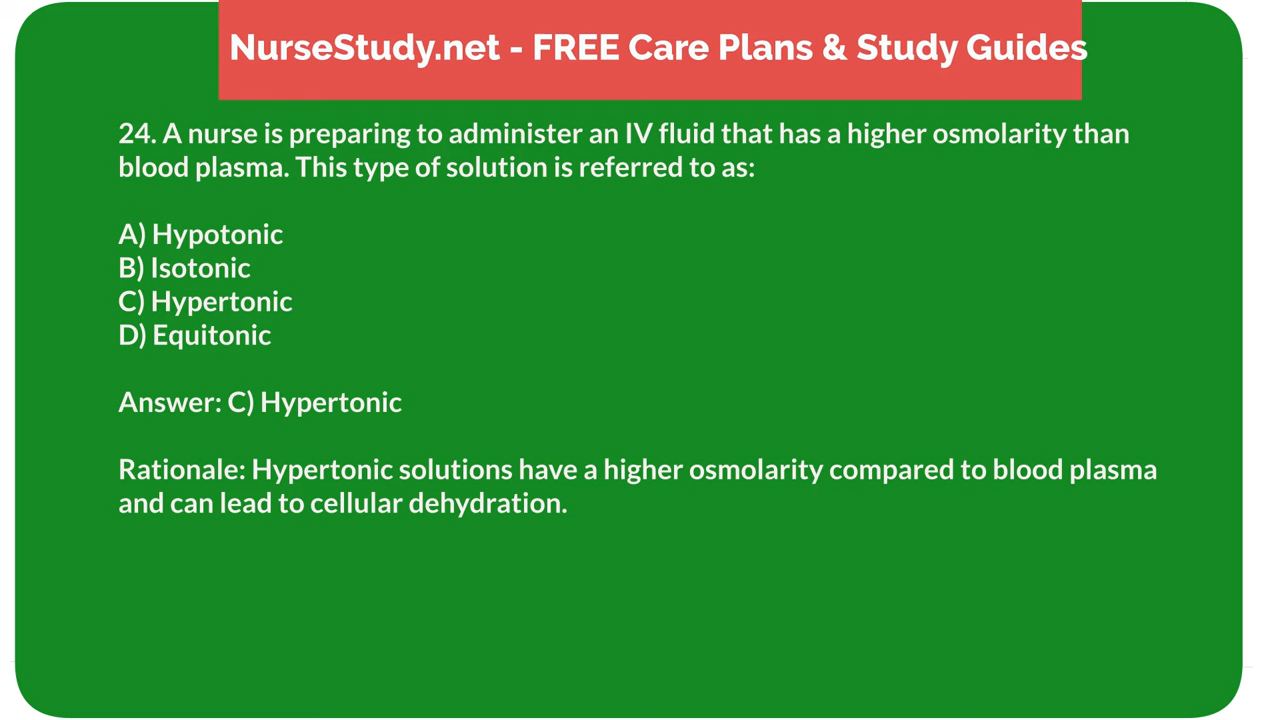 NurseStudy.net - FREE Care Plans & Study Guides
24. A nurse is preparing to administer an IV fluid that has a higher osmolarity than
blood plasma. This type of solution is referred to as:
A) Hypotonic
B) Isotonic
C) Hypertonic
D) Equitonic
Answer: C) Hypertonic
Rationale: Hypertonic solutions have a higher osmolarity compared to blood plasma
and can lead to cellular dehydration.